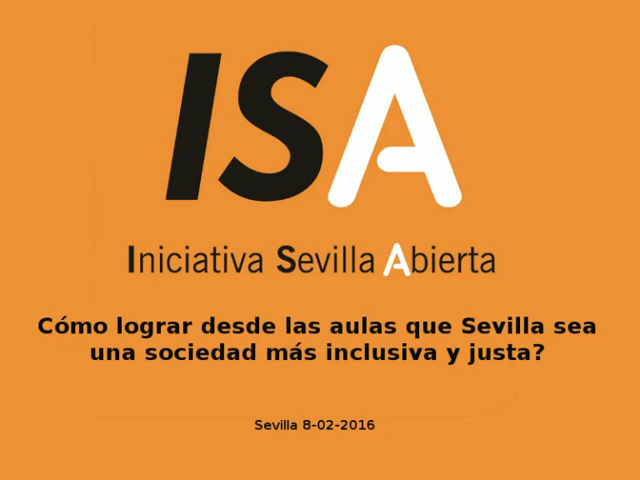 ISA
Iniciativa Sevilla Abierta
Cómo lograr desde las aulas que Sevilla sea
una sociedad más inclusiva y justa?
Sevilla 8-02-2016